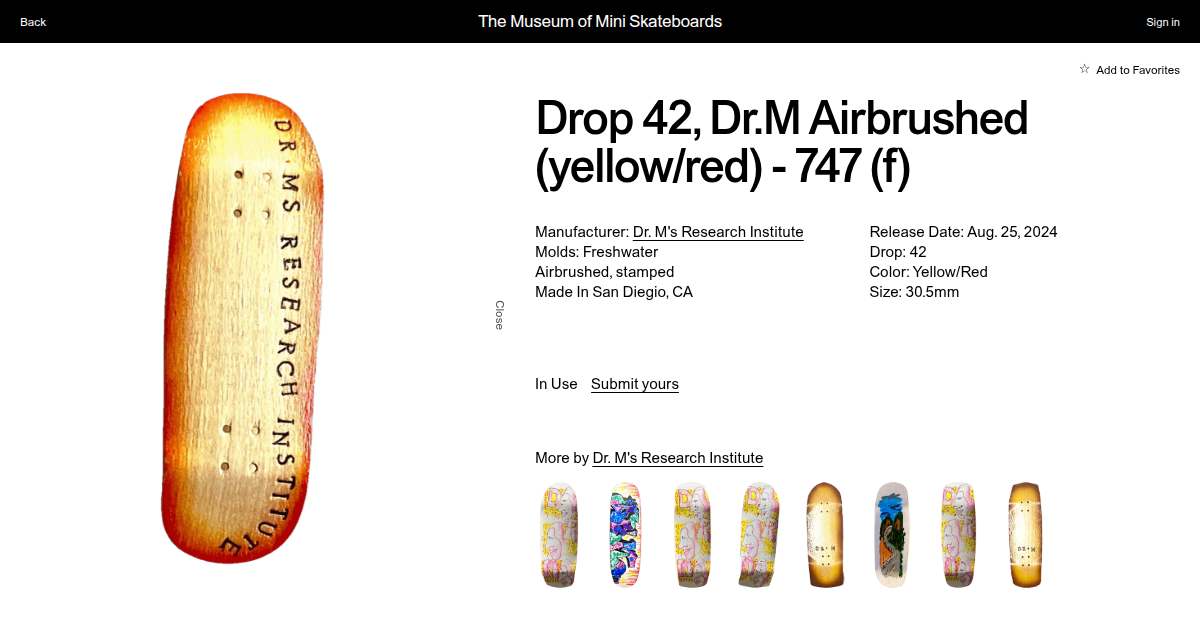 Back
The Museum of Mini Skateboards
Sign in
☆ Add to Favorites
DR. MS RESEARCH INSTITUTE
Close
Drop 42, Dr.M Airbrushed
(yellow/red) - 747 (f)
Manufacturer: Dr. M's Research Institute
Molds: Freshwater
Airbrushed, stamped
Made In San Diegio, CA
Release Date: Aug. 25, 2024
Drop: 42
Color: Yellow/Red
Size: 30.5mm
In Use Submit yours
More by Dr. M's Research Institute
DR. M
DR. M